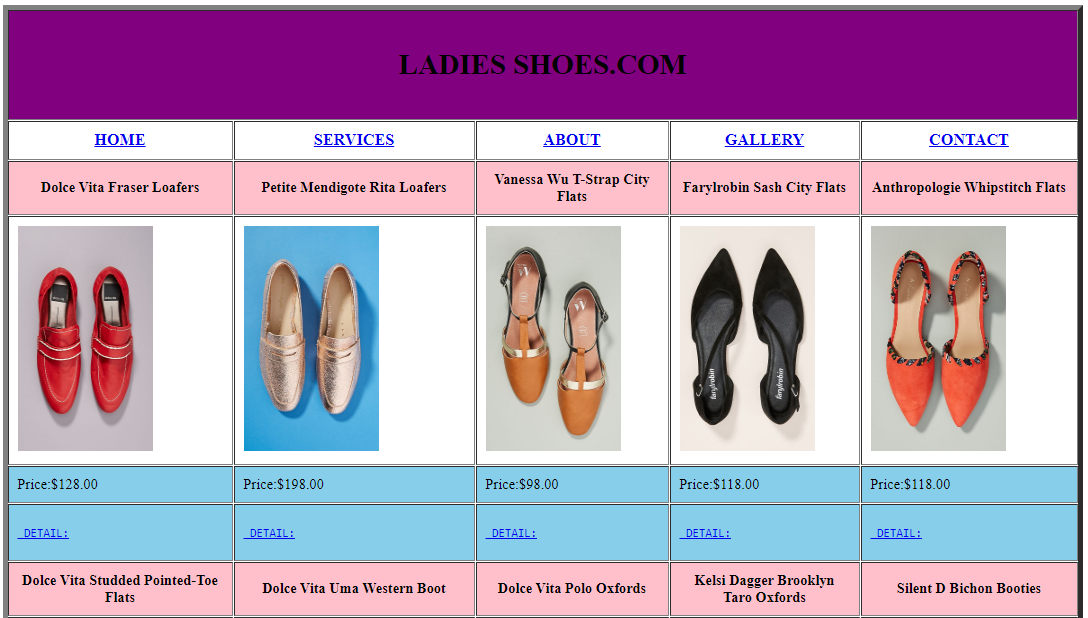 LADIES SHOES.COM
HOME SERVICES ABOUT GALLERY CONTACT
Dolce Vita Fraser Loafers
Petite Mendigote Rita Loafers
Vanessa Wu T-Strap City
Flats
Farylrobin Sash City Flats
Anthropologie Whipstitch Flats
W
W
farylrobin
farylrobin
Price:$128.00 Price:$198.00 Price:$98.00 Price:$118.00 Price:$118.00
DETAIL: DETAIL: DETAIL: DETAIL: DETAIL:
Dolce Vita Studded Pointed-Toe
Flats
Dolce Vita Uma Western Boot
Dolce Vita Polo Oxfords
Kelsi Dagger Brooklyn
Taro Oxfords
Silent D Bichon Booties